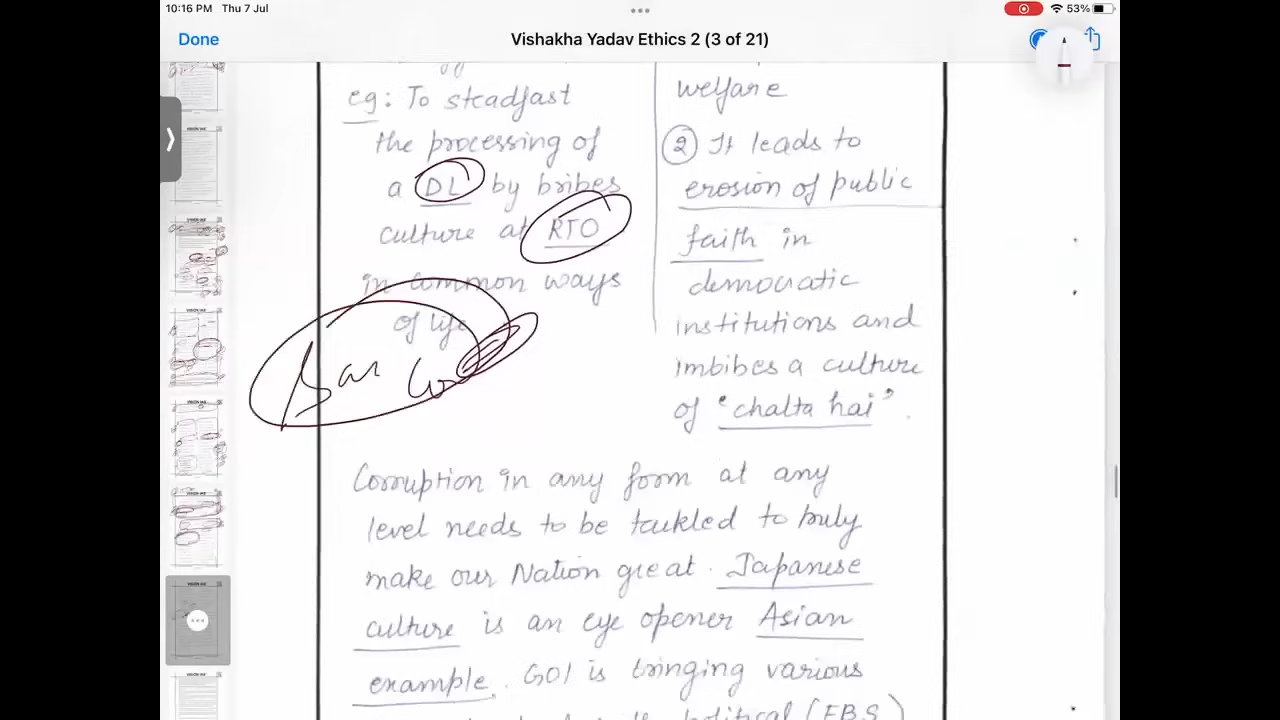 10:16 PM Thu 7 Jul
53%
Done
Vishakha Yadav Ethics 2 (3 of 21)
eg: To steadfast
the processing of
a DL by bribes
culture at RTO
in common ways
of life
welfare
② It leads to
erosion of public
faith in
democratic
institutions and
imbibes a culture
of "chalta hai".
Corruption in any form at any
level needs to be tackled to truly
make our Nation great. Japanese
culture is an eye opener Asian
example. GOI is bringing various
political (FBS)